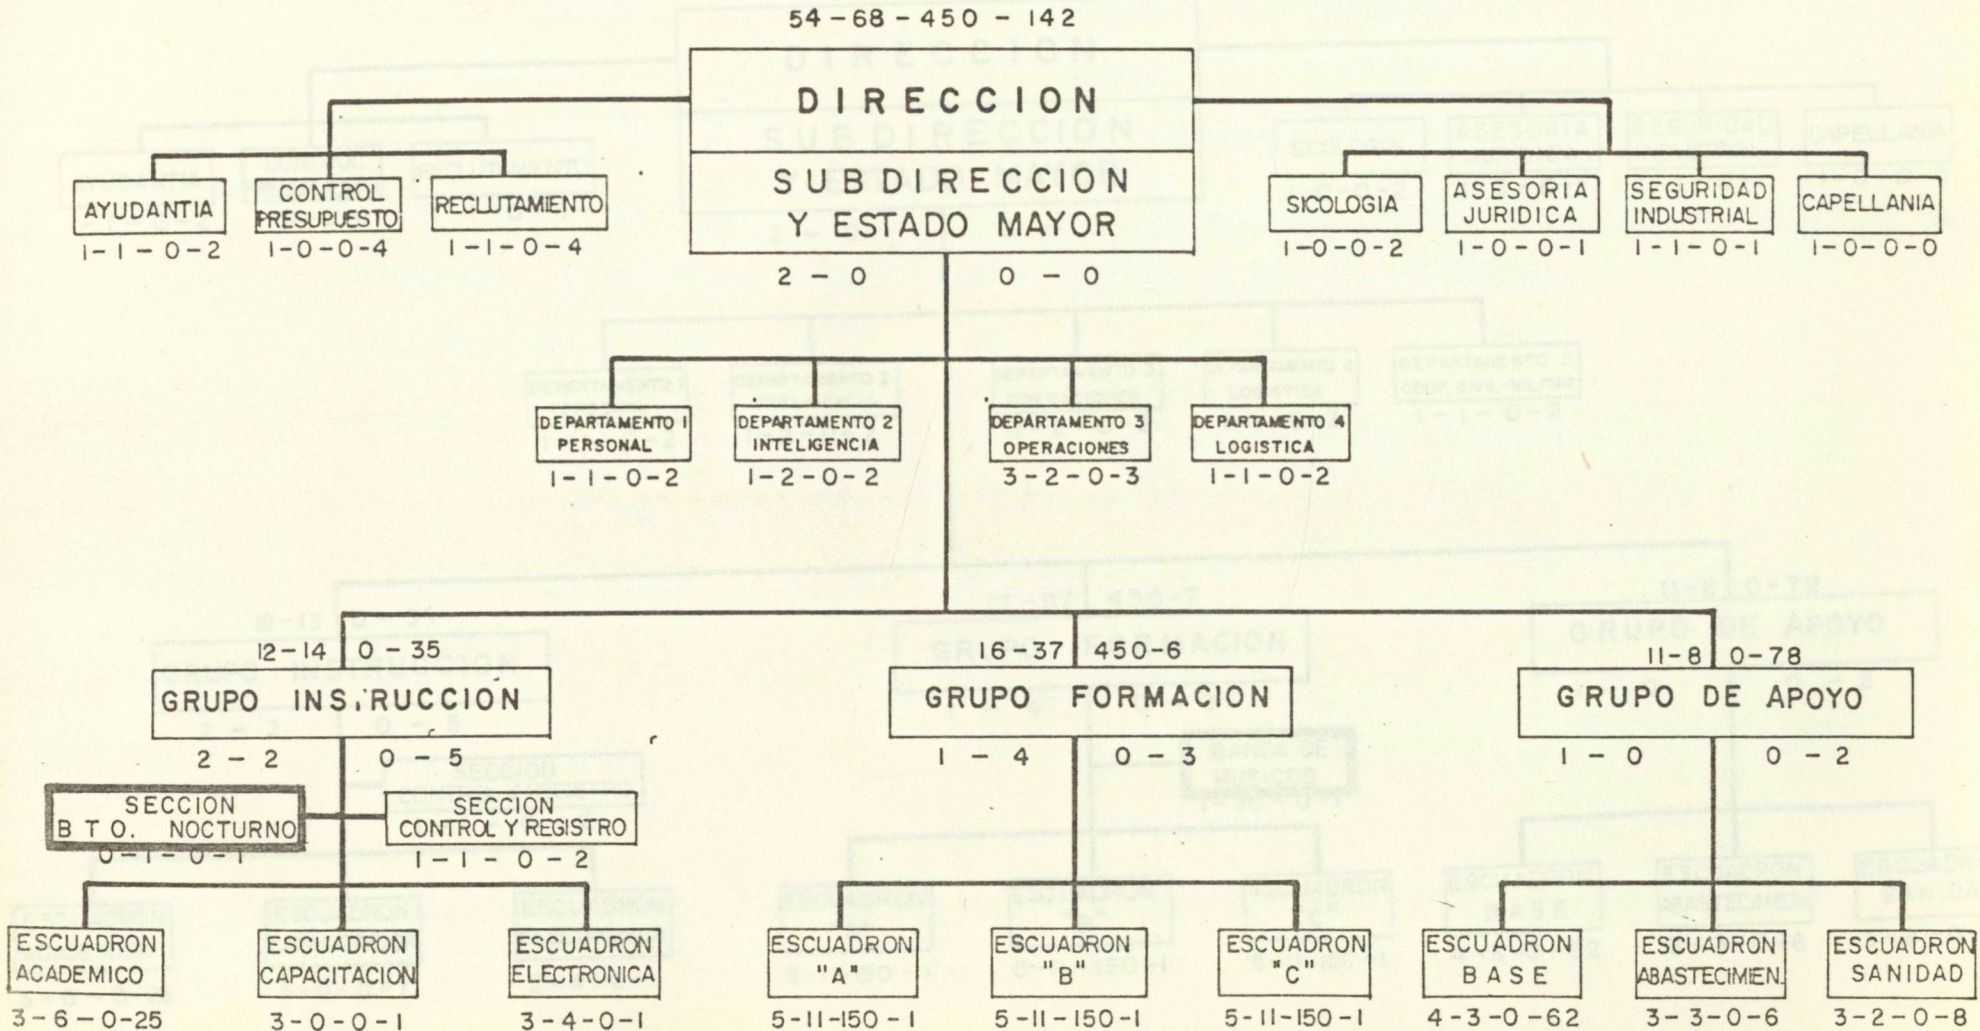 54-68-450-142
DIRECCION
SUBDIRECCION
Y ESTADO MAYOR
2-0 0-0
AYUDANTIA
1-1-0-2
CONTROL
PRESUPUESTO
1-0-0-4
RECLUTAMIENTO
1-1-0-4
SICOLOGIA
1-0-0-2
ASESORIA
JURIDICA
1-0-0-1
SEGURIDAD
INDUSTRIAL
1-1-0-1
CAPELLANIA
1-0-0-0
DEPARTAMENTO 1
PERSONAL
1-1-0-2
DEPARTAMENTO 2
INTELIGENCIA
1-2-0-2
DEPARTAMENTO 3
OPERACIONES
3-2-0-3
DEPARTAMENTO 4
LOGISTICA
1-1-0-2
12-14 0-35
GRUPO INSTRUCCION
2-2 0-5
SECCION
BTO. NOCTURNO
0-1-0-1
SECCION
CONTROL Y REGISTRO
1-1-0-2
ESCUADRON
ACADEMICO
3-6-0-25
ESCUADRON
CAPACITACION
3-0-0-1
ESCUADRON
ELECTRONICA
3-4-0-1
16-37 450-6
GRUPO FORMACION
1-4 0-3
ESCUADRON
"A"
5-11-150-1
ESCUADRON
"B"
5-11-150-1
ESCUADRON
"C"
5-11-150-1
11-8 0-78
GRUPO DE APOYO
1-0 0-2
ESCUADRON
BASE
4-3-0-62
ESCUADRON
ABASTECIMIEN.
3-3-0-6
ESCUADRON
SANIDAD
3-2-0-8